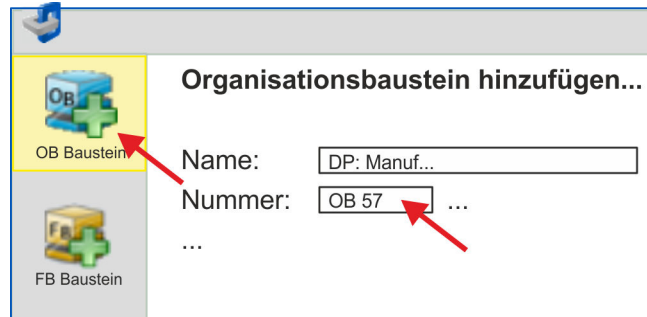 Organisationsbaustein hinzufügen...
OB
OB Baustein
Name: DP: Manuf...
Nummer: OB 57 ...
...
FB
FB Baustein